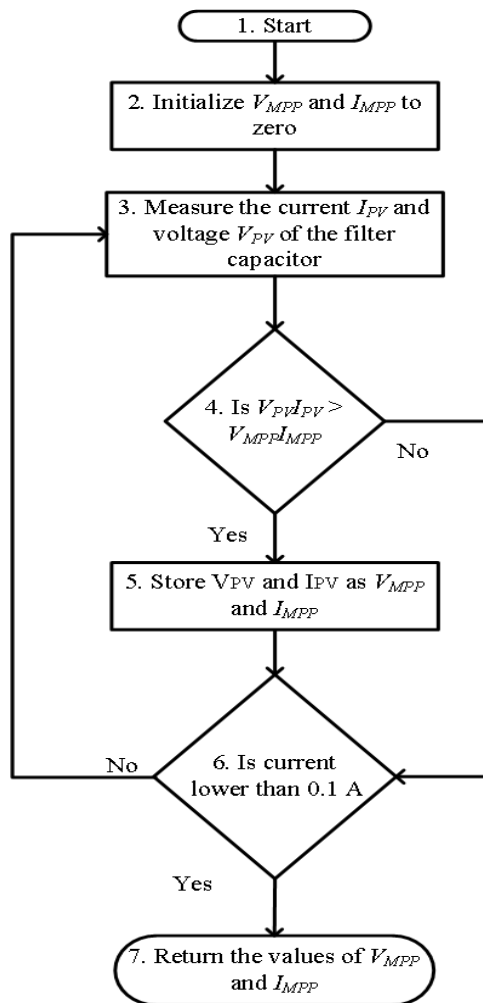 1. Start
2. Initialize VMPP and IMPP to
zero
3. Measure the current IPV and
voltage VPV of the filter
capacitor
4. Is VPVIPV >
VMPPIMPP
No
Yes
5. Store VPV and IPV as VMPP
and IMPP
6. Is current
lower than 0.1 A
No
Yes
7. Return the values of VMPP
and IMPP